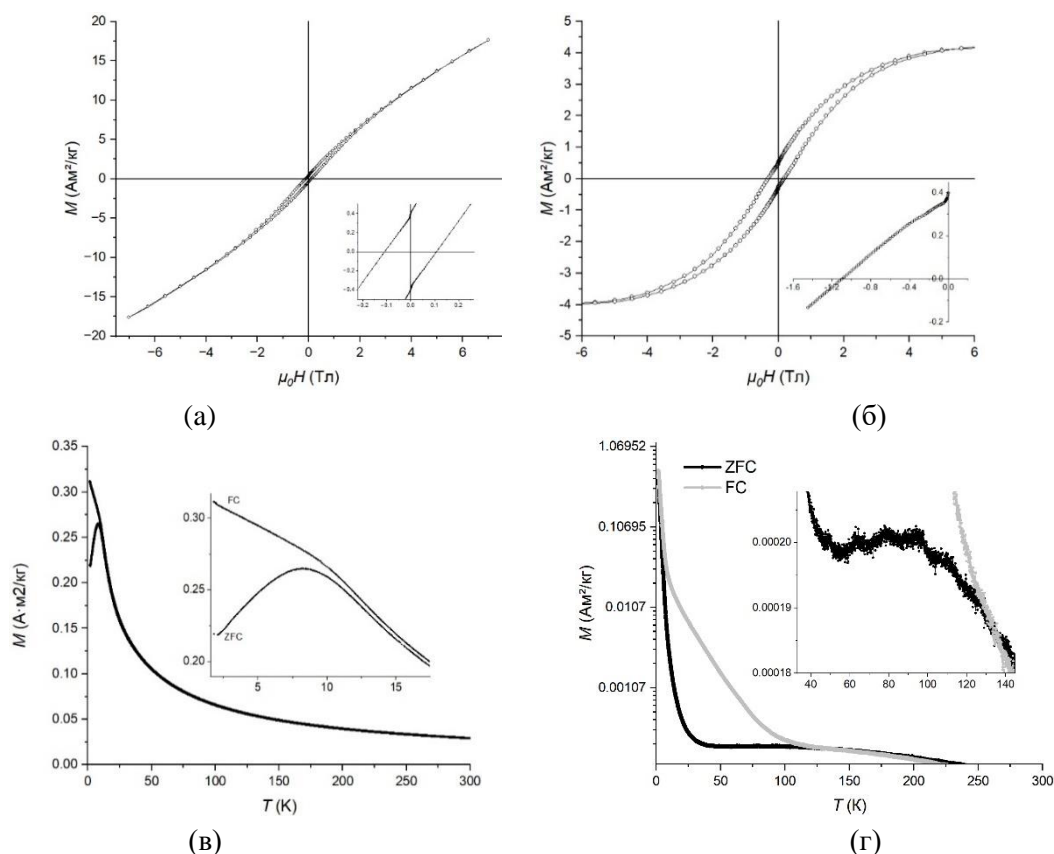 20
15
10
5
0
−5
−10
−15
−20
M (Ам²/кг)
−6 −4 −2 0 2 4 6
μ₀H (Тл)
0.4
0.2
0.0
−0.2
−0.4
−0.2 −0.1 0.0 0.1 0.2
(а)
5
4
3
2
1
0
−1
−2
−3
−4
−5
M (Ам²/кг)
−6 −4 −2 0 2 4 6
μ₀H (Тл)
0.4
0.2
0.0
-0.2
-1.6 -1.2 -0.8 -0.4 0.0
(б)
0.35
0.30
0.25
0.20
0.15
0.10
0.05
0.00
M (А·м2/кг)
0 50 100 150 200 250 300
T (K)
FC
ZFC
0.30
0.25
0.20
5 10 15
(в)
1.06952
0.10695
0.0107
0.00107
M (Ам²/кг)
0 50 100 150 200 250 300
T (К)
ZFC
FC
0.00020
0.00019
0.00018
40 60 80 100 120 140
(г)